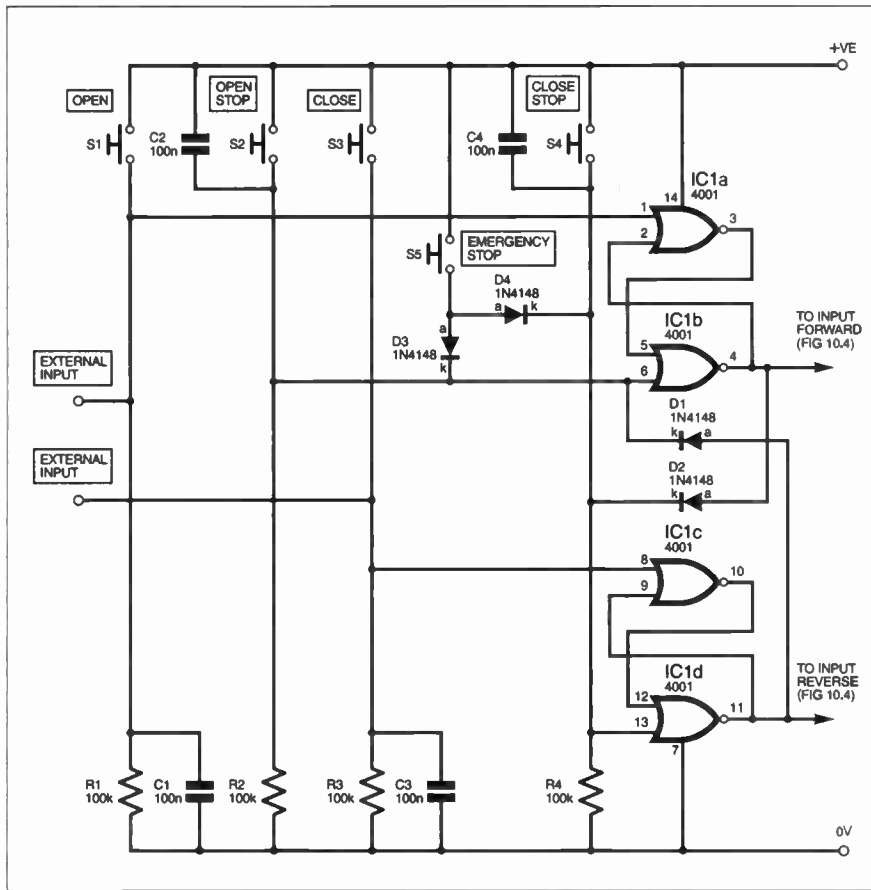 +VE
OPEN
OPEN
STOP
CLOSE
CLOSE
STOP
S1
C2
100n
S2
S3
C4
100n
S4
IC1a
4001
14
1
2
3
S5
EMERGENCY
STOP
D4
1N4148
a
k
a
D3
1N4148
k
IC1b
4001
5
6
4
TO INPUT
FORWARD
(FIG 10.4)
EXTERNAL
INPUT
D1
1N4148
k
a
EXTERNAL
INPUT
D2
1N4148
k
a
IC1c
4001
8
9
10
IC1d
4001
12
13
11
7
TO INPUT
REVERSE
(FIG 10.4)
R1
100k
C1
100n
R2
100k
R3
100k
C3
100n
R4
100k
0V